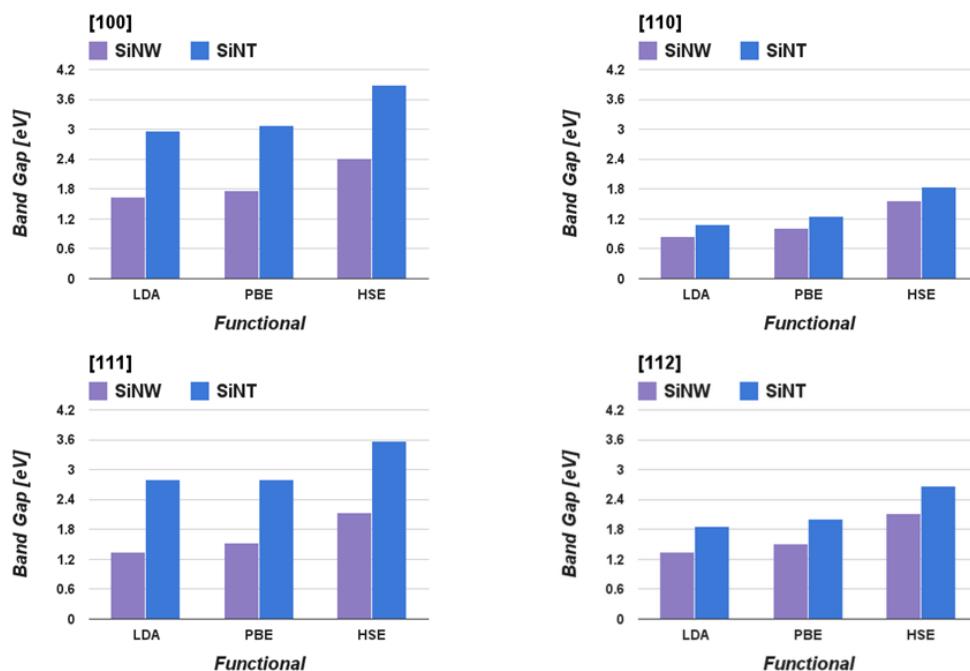 [100]
SiNW SiNT
4.2
3.6
3
2.4
1.8
1.2
0.6
0
Band Gap [eV]
LDA PBE HSE
Functional
[110]
SiNW SiNT
4.2
3.6
3
2.4
1.8
1.2
0.6
0
Band Gap [eV]
LDA PBE HSE
Functional
[111]
SiNW SiNT
4.2
3.6
3
2.4
1.8
1.2
0.6
0
Band Gap [eV]
LDA PBE HSE
Functional
[112]
SiNW SiNT
4.2
3.6
3
2.4
1.8
1.2
0.6
0
Band Gap [eV]
LDA PBE HSE
Functional